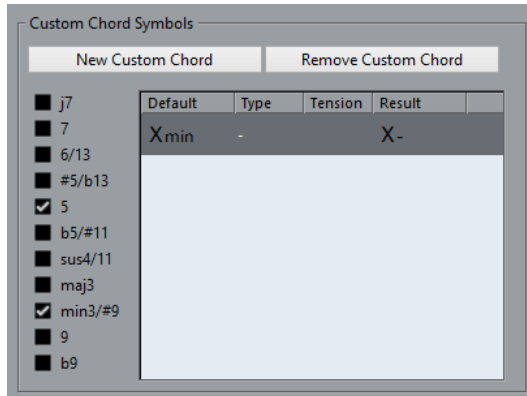 Custom Chord Symbols
New Custom Chord
Remove Custom Chord
j7
7
6/13
#5/b13
5
b5/#11
sus4/11
maj3
min3/#9
9
b9
Default Type Tension Result
Xmin - X-